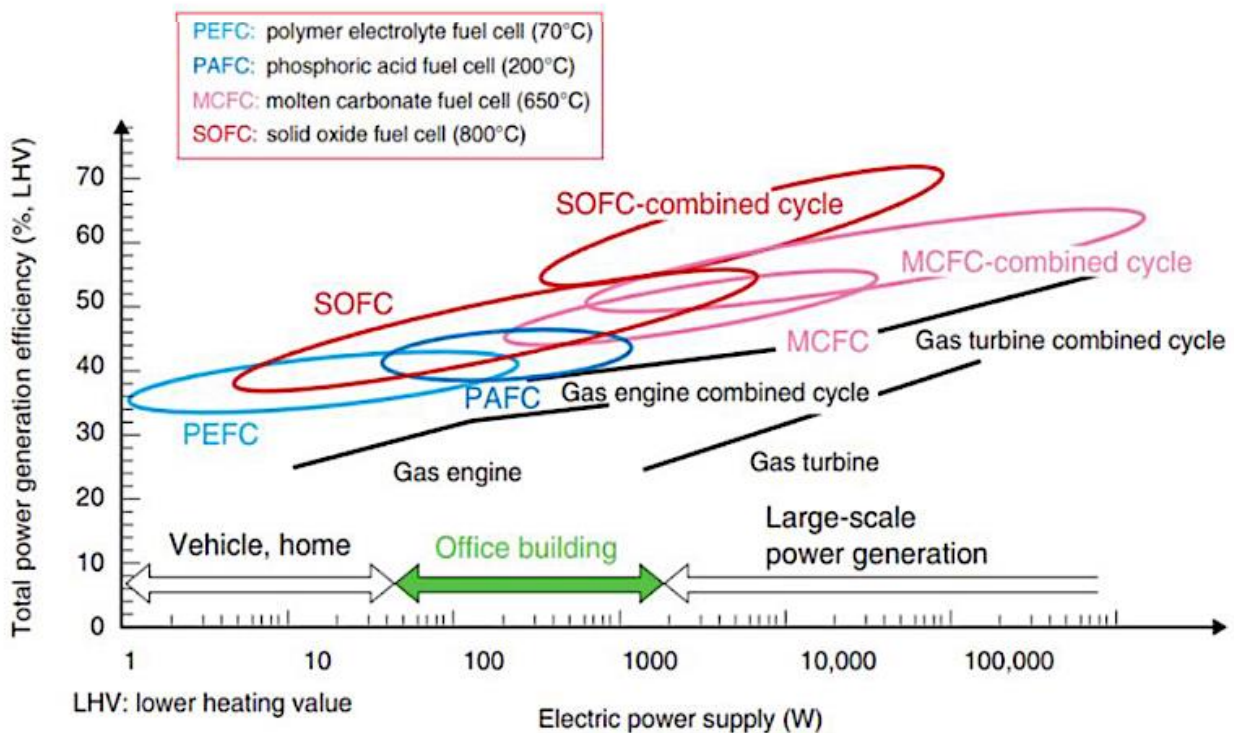 PEFC: polymer electrolyte fuel cell (70°C)
PAFC: phosphoric acid fuel cell (200°C)
MCFC: molten carbonate fuel cell (650°C)
SOFC: solid oxide fuel cell (800°C)
Total power generation efficiency (%, LHV)
70
60
50
40
30
20
10
0
SOFC-combined cycle
MCFC-combined cycle
SOFC
MCFC
Gas turbine combined cycle
PAFC
Gas engine combined cycle
PEFC
Gas engine
Gas turbine
Vehicle, home
Office building
Large-scale
power generation
1 10 100 1000 10,000 100,000
LHV: lower heating value
Electric power supply (W)